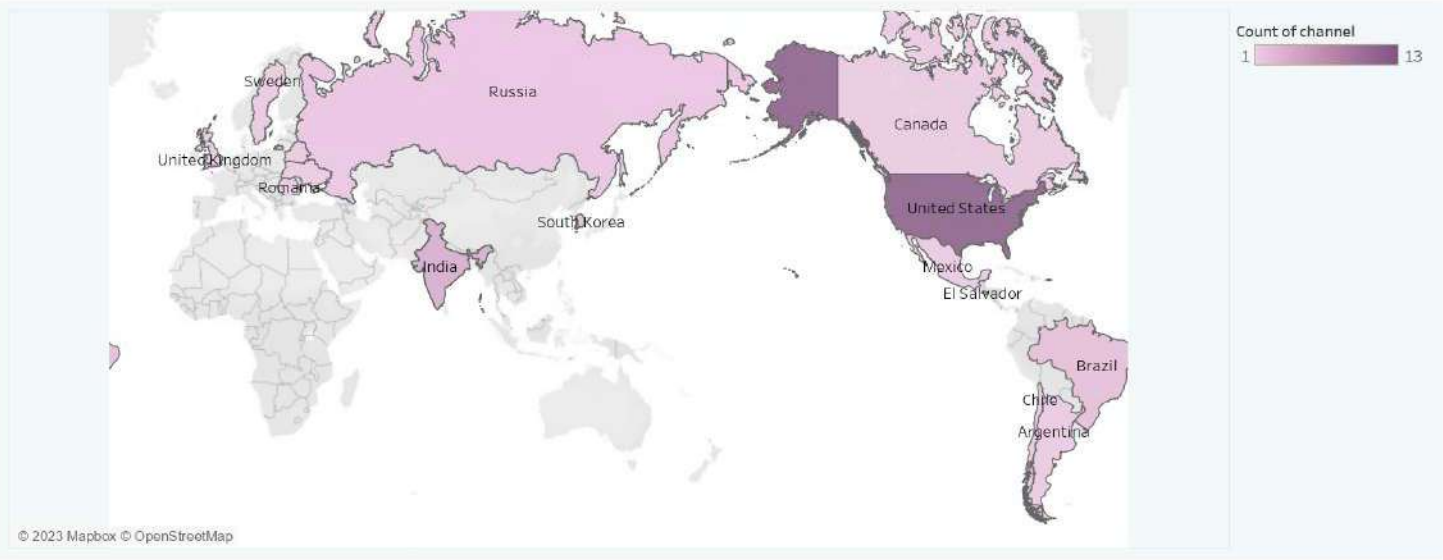 Count of channel
1 13
Sweden
Russia
Canada
United Kingdom
Romania
United States
South Korea
India
Mexico
El Salvador
Brazil
Chile
Argentina
© 2023 Mapbox © OpenStreetMap